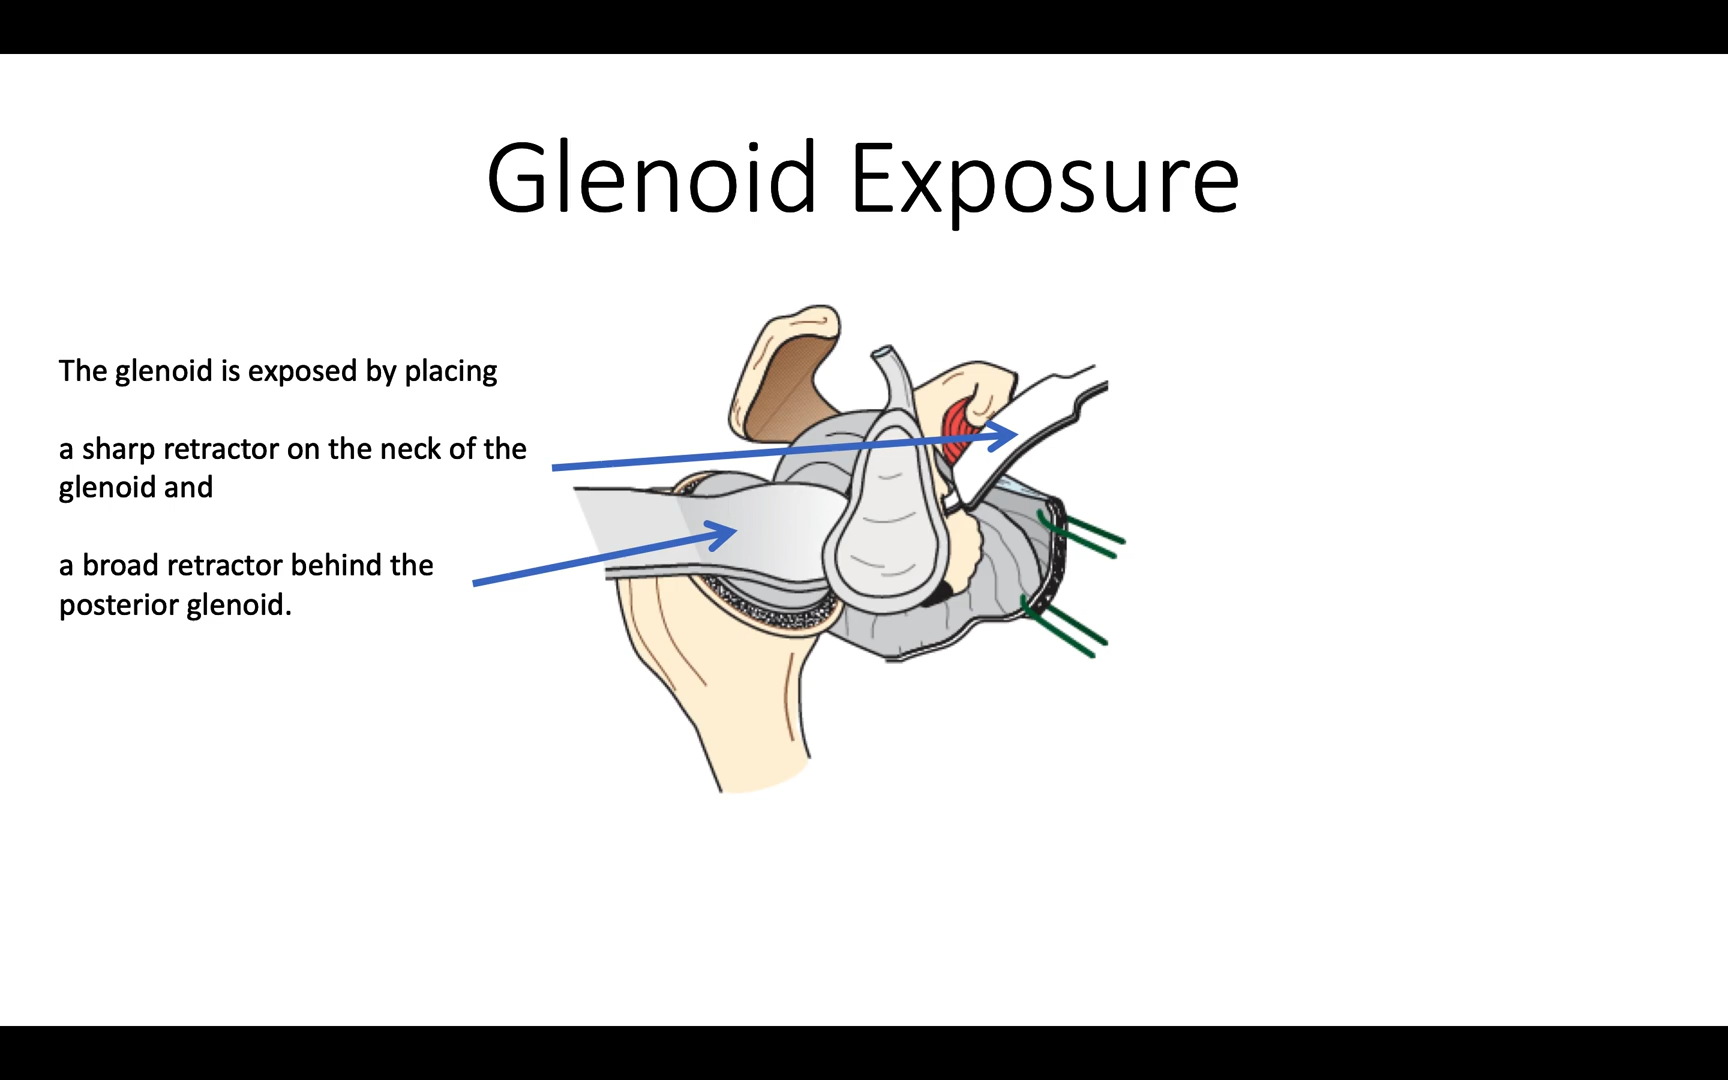 Glenoid Exposure
The glenoid is exposed by placing
a sharp retractor on the neck of the
glenoid and
a broad retractor behind the
posterior glenoid.